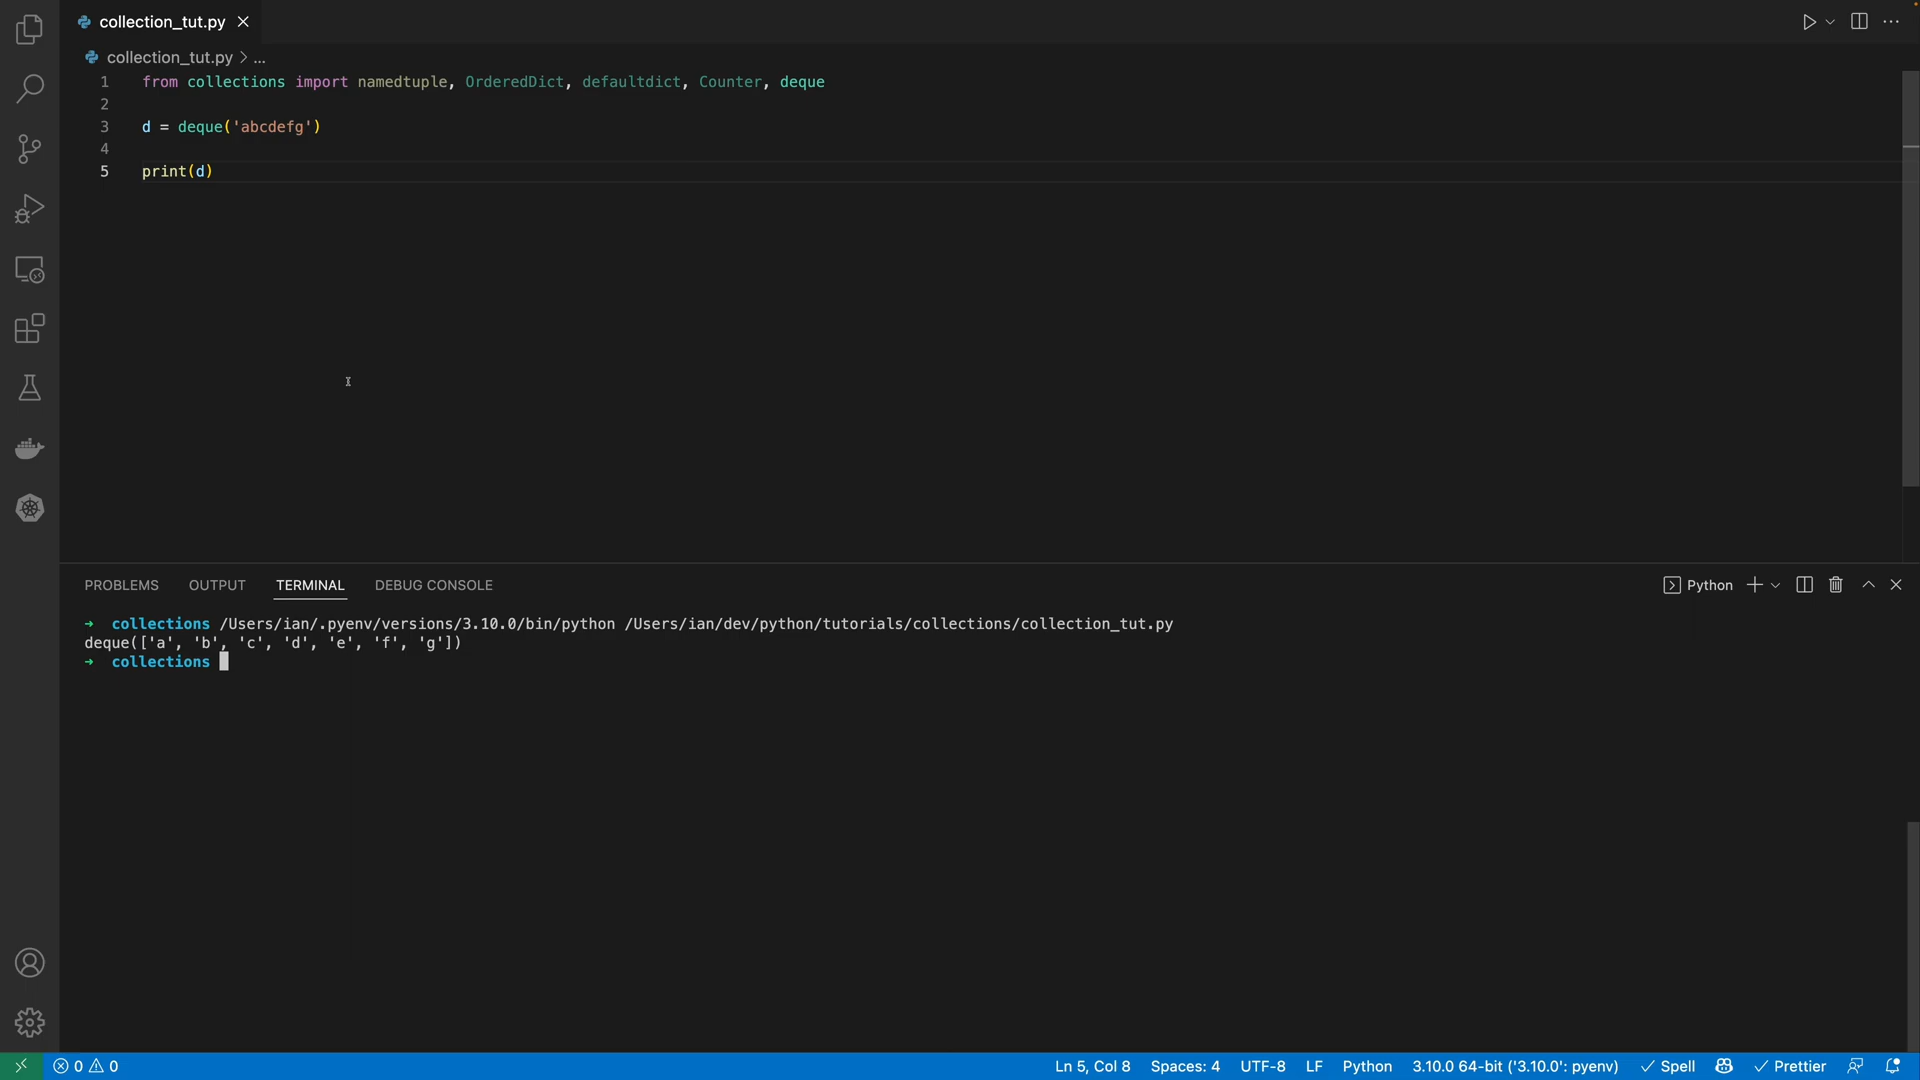 collection_tut.py
collection_tut.py > ...
1 from collections import namedtuple, OrderedDict, defaultdict, Counter, deque
2
3 d = deque('abcdefg')
4
5 print(d)
PROBLEMS OUTPUT TERMINAL DEBUG CONSOLE Python
→ collections /Users/ian/.pyenv/versions/3.10.0/bin/python /Users/ian/dev/python/tutorials/collections/collection_tut.py
deque(['a', 'b', 'c', 'd', 'e', 'f', 'g'])
→ collections
0 0 Ln 5, Col 8 Spaces: 4 UTF-8 LF Python 3.10.0 64-bit ('3.10.0': pyenv) Spell Prettier